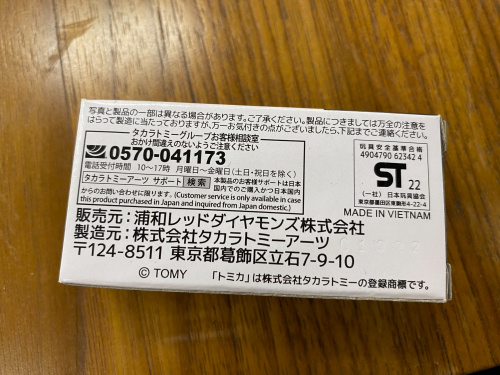 写真と製品の一部は異なる場合があります。ご了承ください。製品につきましては万全の注意を
はらって製造に当たっておりますが、万一お気付きの点がございましたら、下記までご連絡ください。
タカラトミーグループお客様相談室
おかけ間違えのないようご注意ください
0570-041173
電話受付時間 10〜17時 月曜日〜金曜日(土・日・祝日を除く)
タカラトミーアーツ サポート 検索
本製品のお客様サポートは日本
国内でのご購入かつ日本国内
からのお問い合わせに限ります。(Customer service is only available in case
this product purchased in Japan and inquired from Japan domestic.)
玩具安全基準合格
4904790 62342 4
ST 22
(一社)日本玩具協会
東京都墨田区東駒形4-22-4
MADE IN VIETNAM
販売元:浦和レッドダイヤモンズ株式会社
製造元:株式会社タカラトミーアーツ
〒124-8511 東京都葛飾区立石7-9-10
© TOMY 「トミカ」は株式会社タカラトミーの登録商標です。